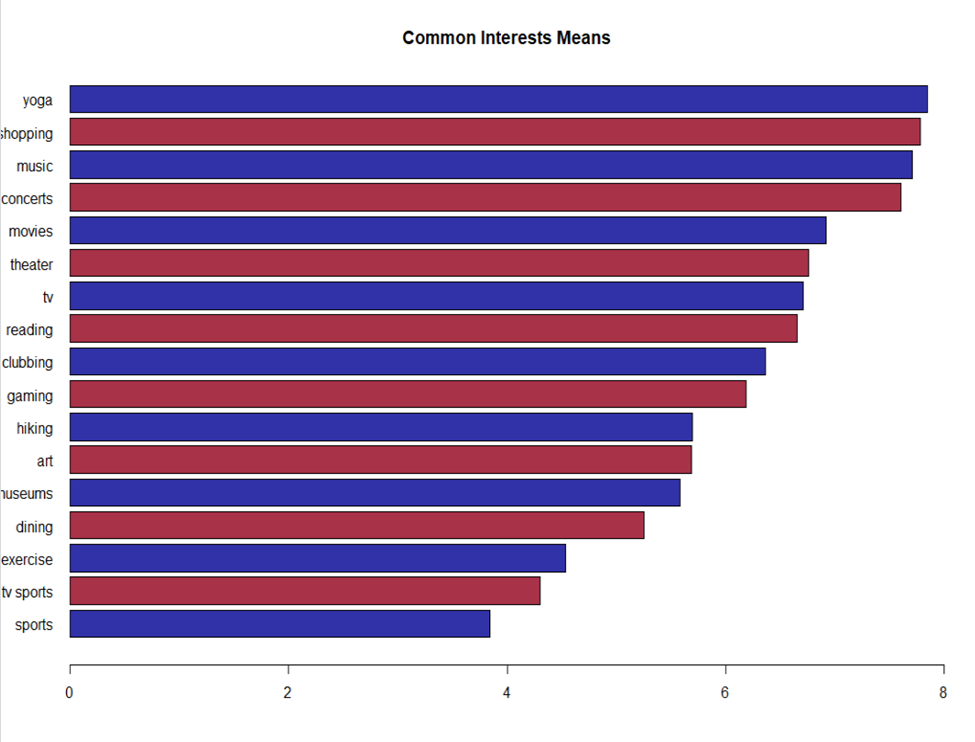 Common Interests Means
yoga
shopping
music
concerts
movies
theater
tv
reading
clubbing
gaming
hiking
art
museums
dining
exercise
tv sports
sports
0 2 4 6 8